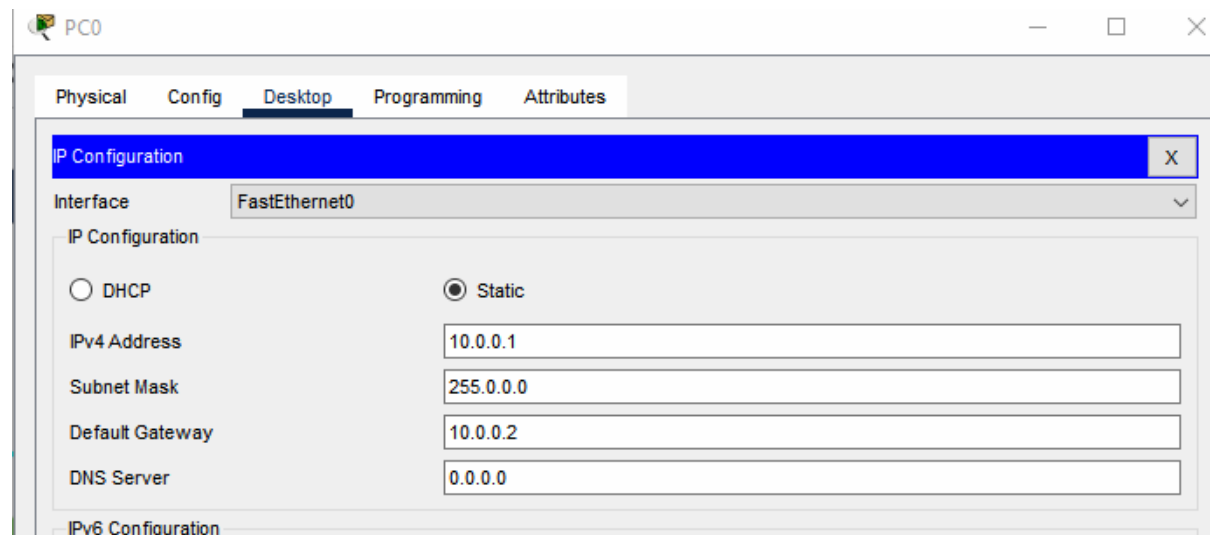 PC0
Physical Config Desktop Programming Attributes
IP Configuration X
Interface FastEthernet0
IP Configuration
DHCP Static
IPv4 Address 10.0.0.1
Subnet Mask 255.0.0.0
Default Gateway 10.0.0.2
DNS Server 0.0.0.0
IPv6 Configuration